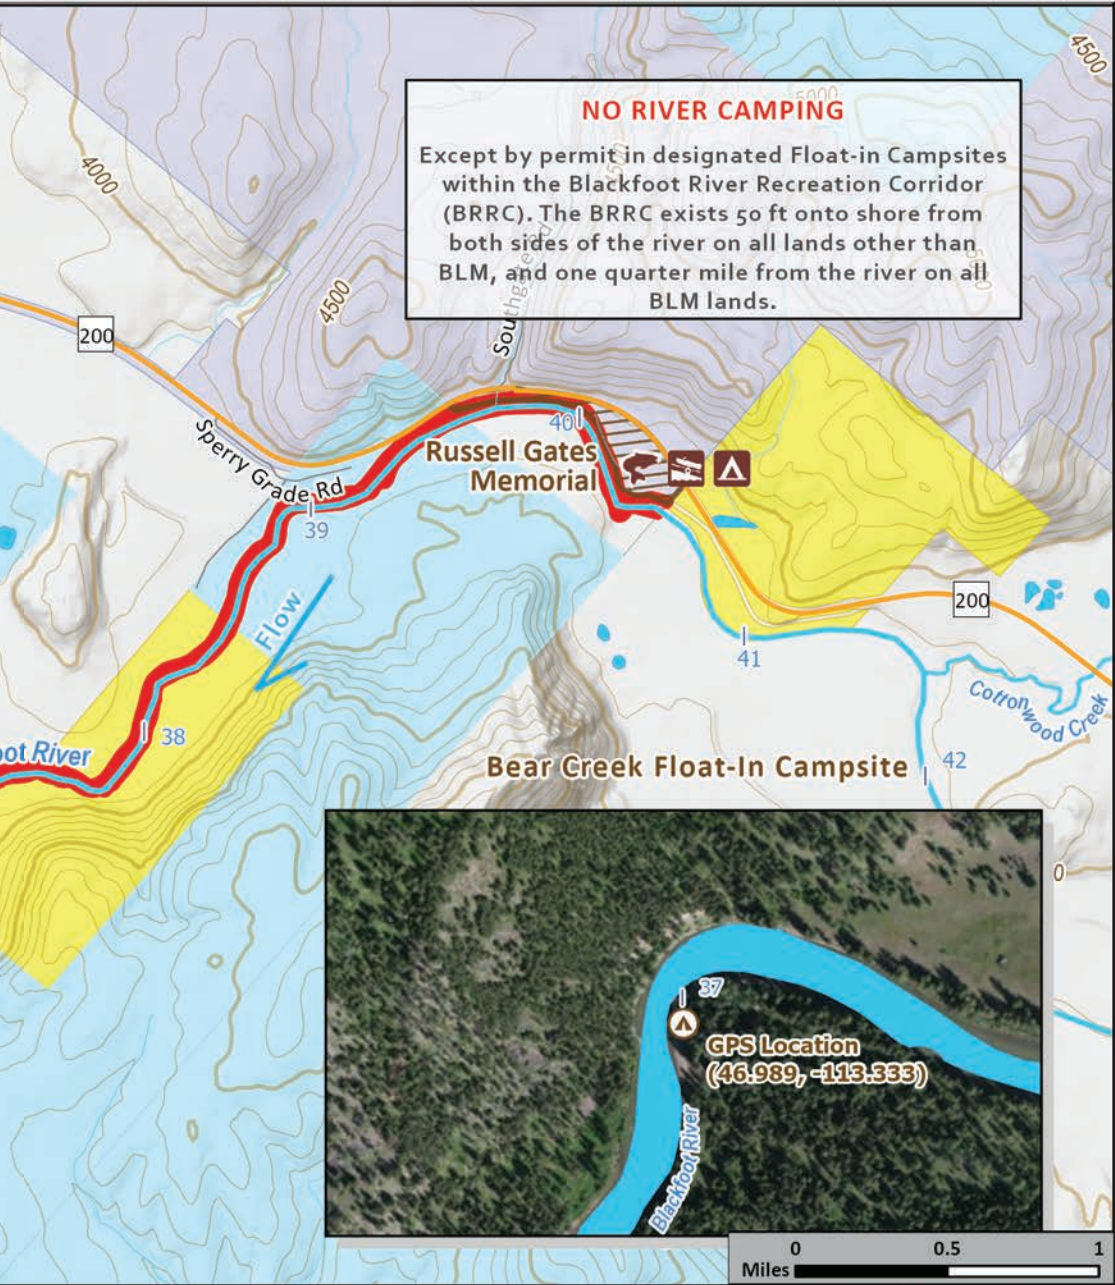 4500
5000
NO RIVER CAMPING
Except by permit in designated Float-in Campsites
within the Blackfoot River Recreation Corridor
(BRRC). The BRRC exists 50 ft onto shore from
both sides of the river on all lands other than
BLM, and one quarter mile from the river on all
BLM lands.
4000
4500
200
Southgate Rd
Sperry Grade Rd
40
Russell Gates
Memorial
39
Flow
200
41
38
oot River
Cottonwood Creek
42
Bear Creek Float-In Campsite
0
37
GPS Location
(46.989, -113.333)
Blackfoot River
0 0.5 1
Miles